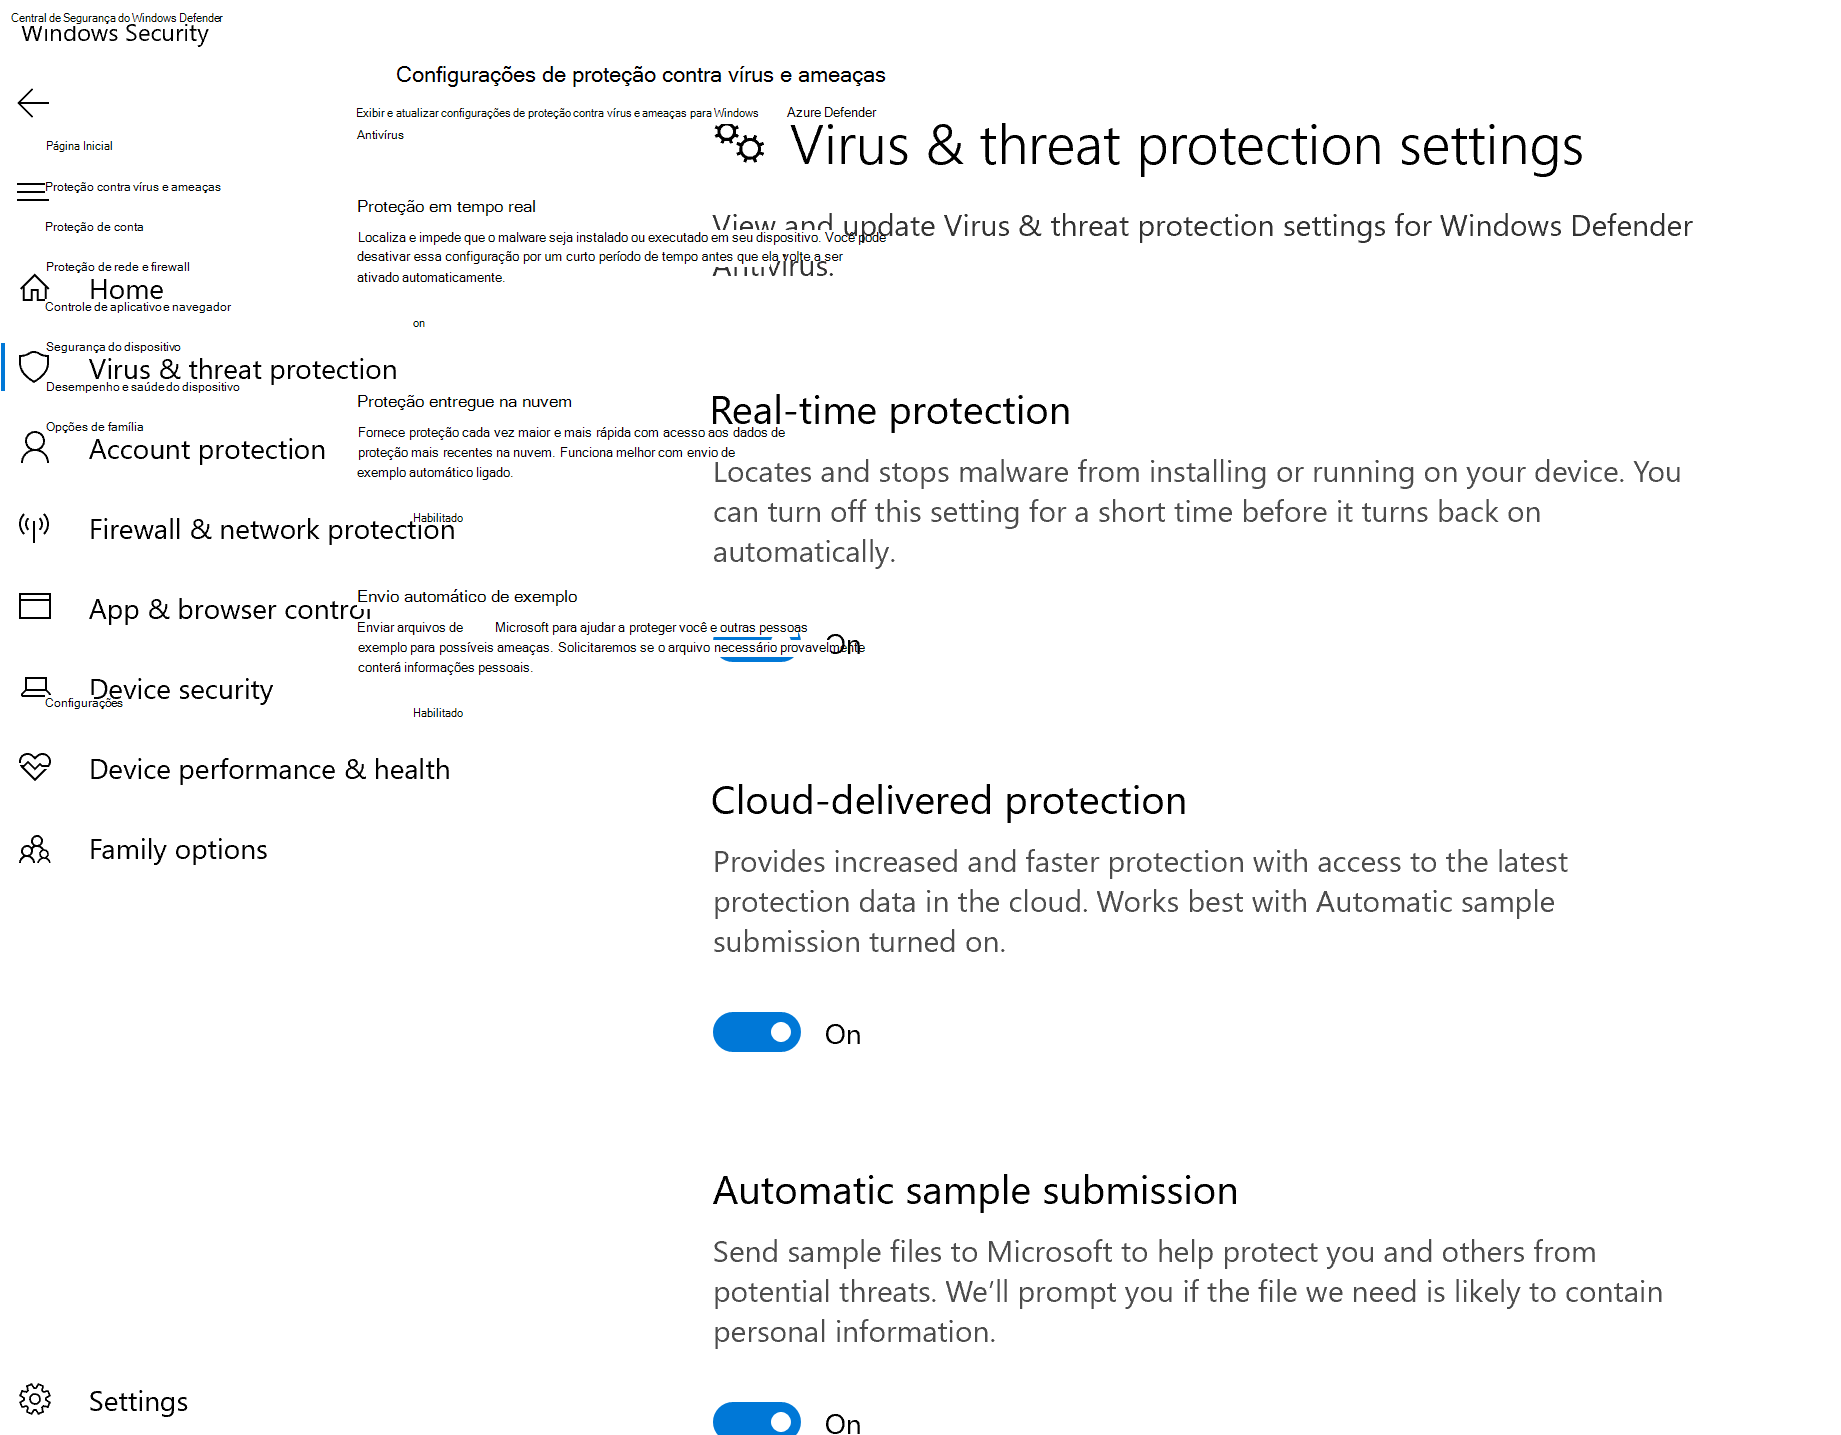 Central de Segurança do Windows Defender
Windows Security
Configurações de proteção contra vírus e ameaças
Exibir e atualizar configurações de proteção contra vírus e ameaças para Windows
Azure Defender
Antivírus
Página Inicial
Proteção contra vírus e ameaças
Proteção de conta
Proteção de rede e firewall
Home
Controle de aplicativo e navegador
Segurança do dispositivo
Virus & threat protection
Desempenho e saúde do dispositivo
Opções de família
Account protection
Firewall & network protection
App & browser control
Device security
Configurações
Device performance & health
Family options
Settings
Proteção em tempo real
Localiza e impede que o malware seja instalado ou executado em seu dispositivo. Você pode
desativar essa configuração por um curto período de tempo antes que ela volte a ser
ativado automaticamente.
on
Proteção entregue na nuvem
Fornece proteção cada vez maior e mais rápida com acesso aos dados de
proteção mais recentes na nuvem. Funciona melhor com envio de
exemplo automático ligado.
Habilitado
Envio automático de exemplo
Enviar arquivos de Microsoft para ajudar a proteger você e outras pessoas
exemplo para possíveis ameaças. Solicitaremos se o arquivo necessário provavelmente
conterá informações pessoais.
Habilitado
Virus & threat protection settings
View and update Virus & threat protection settings for Windows Defender
Antivirus.
Real-time protection
Locates and stops malware from installing or running on your device. You
can turn off this setting for a short time before it turns back on
automatically.
On
Cloud-delivered protection
Provides increased and faster protection with access to the latest
protection data in the cloud. Works best with Automatic sample
submission turned on.
On
Automatic sample submission
Send sample files to Microsoft to help protect you and others from
potential threats. We’ll prompt you if the file we need is likely to contain
personal information.
On